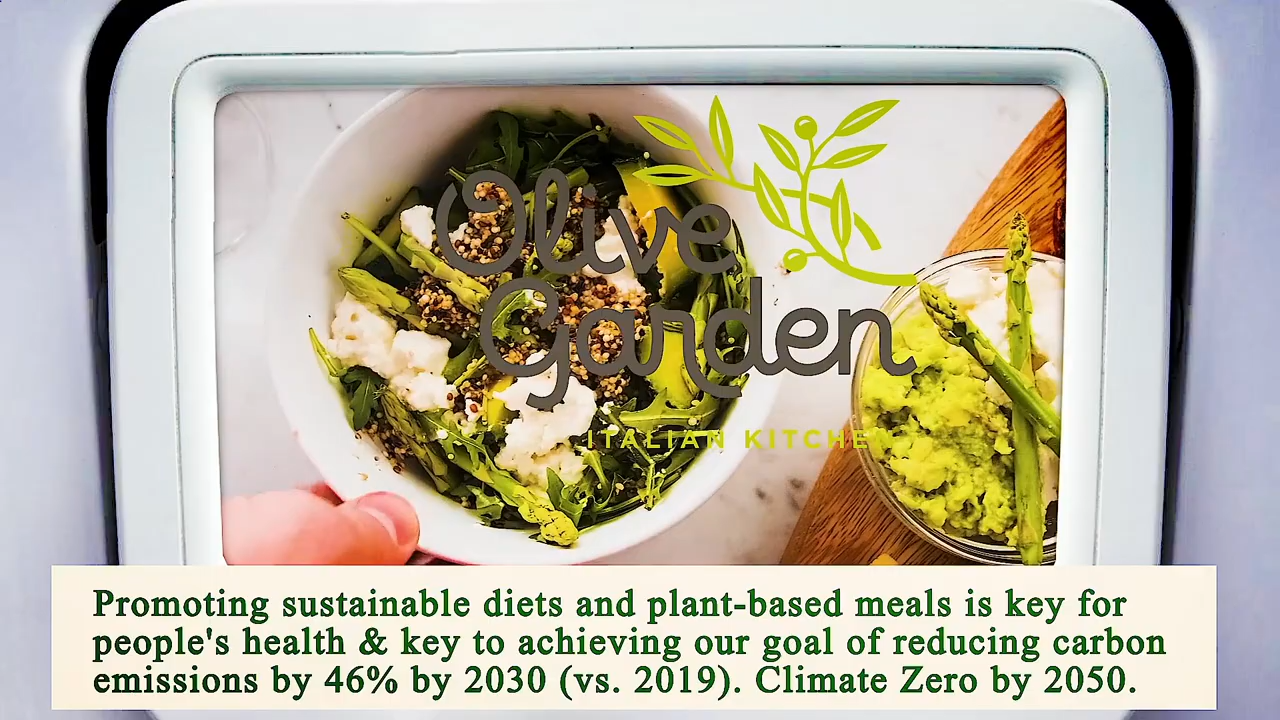 Olive
Garden
ITALIAN KITCHEN
Promoting sustainable diets and plant-based meals is key for
people's health & key to achieving our goal of reducing carbon
emissions by 46% by 2030 (vs. 2019). Climate Zero by 2050.